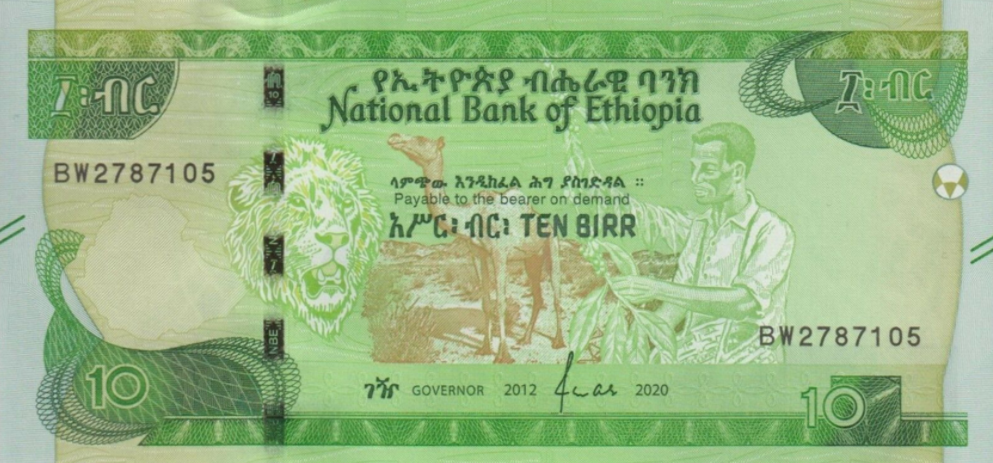 የኢትዮጵያ ብሔራዊ ባንክ
National Bank of Ethiopia
፲፡ብር
፲፡ብር
BW2787105
ላምጭው እንዲከፈል ሕግ ያስገድዳል ።
Payable to the bearer on demand
አሥር፡ ብር፡ TEN BIRR
BW2787105
10
ገዥ GOVERNOR 2012 2020
10
NBE